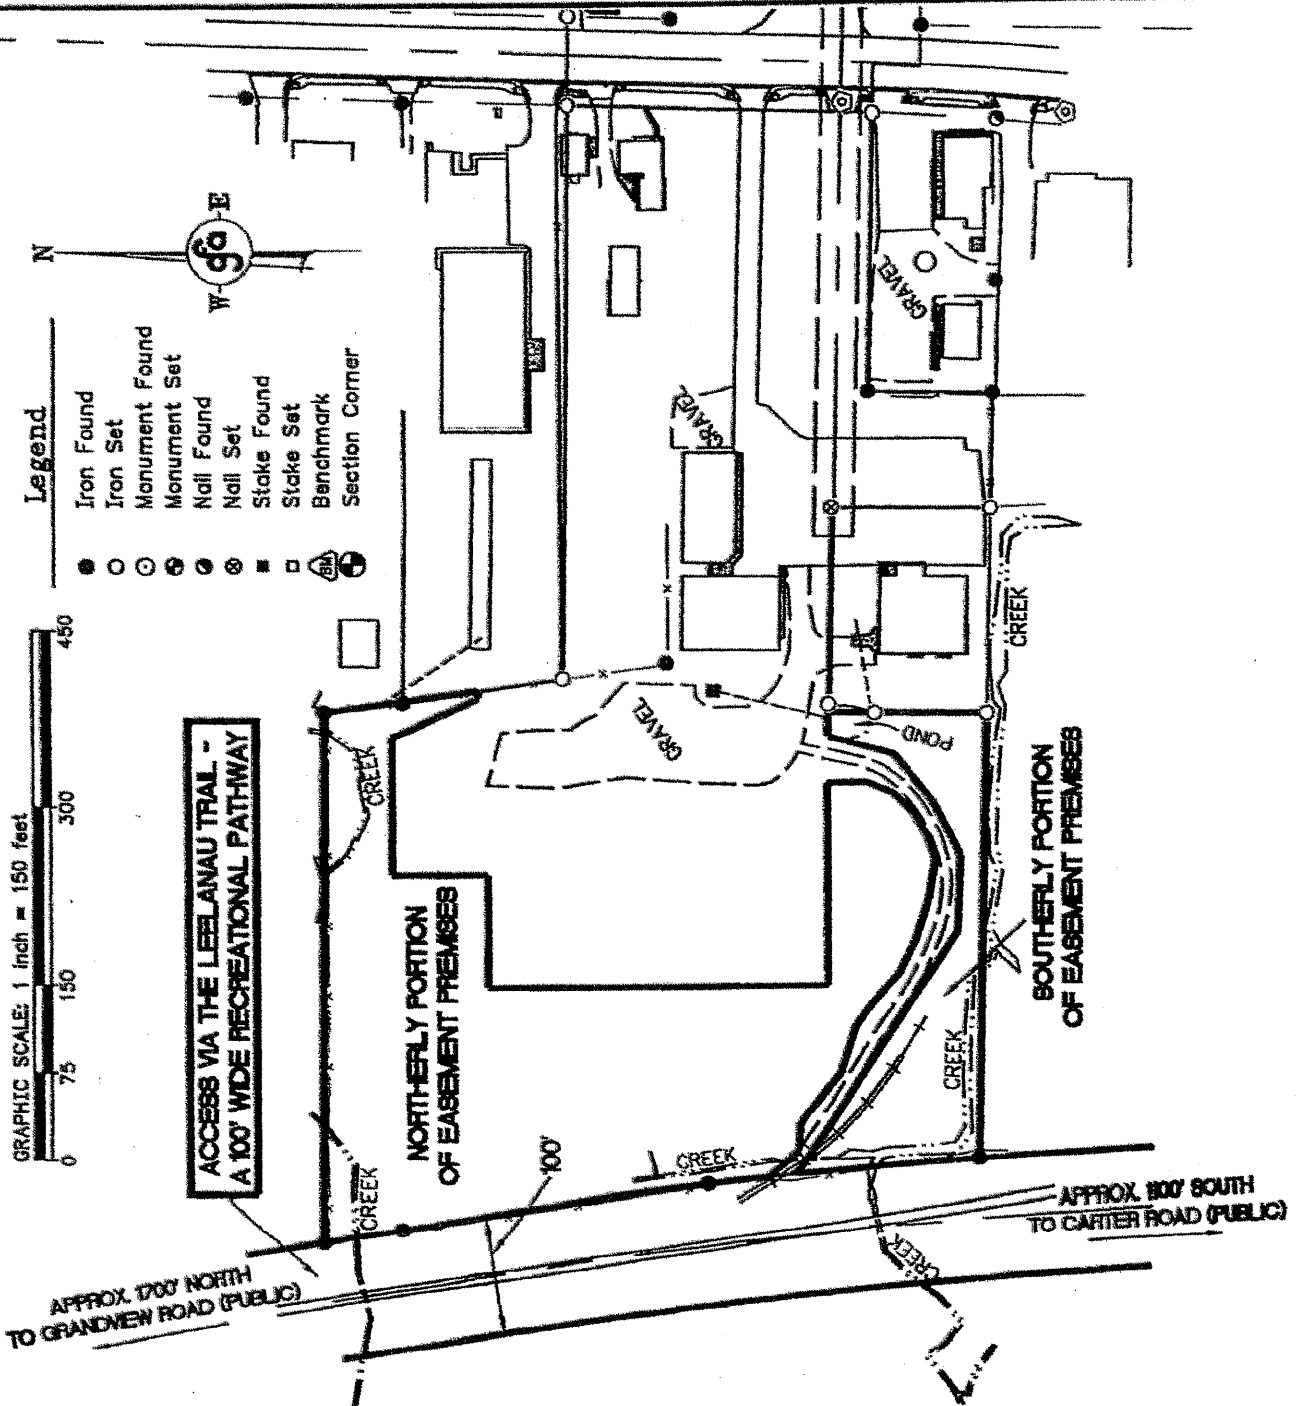 N
W
E
gfa
Legend
Iron Found
Iron Set
Monument Found
Monument Set
Nail Found
Nail Set
Stake Found
Stake Set
BM Benchmark
Section Corner
GRAPHIC SCALE: 1 inch = 150 feet
0 75 150 300 450
ACCESS VIA THE LEELANAU TRAIL -
A 100' WIDE RECREATIONAL PATHWAY
CREEK
NORTHERLY PORTION
OF EASEMENT PREMISES
CREEK
100'
CREEK
GRAVEL
GRAVEL
GRAVEL
POND
CREEK
SOUTHERLY PORTION
OF EASEMENT PREMISES
CREEK
CREEK
APPROX. 1700' NORTH
TO GRANDVIEW ROAD (PUBLIC)
APPROX. SOUTH
TO CARTER ROAD (PUBLIC)